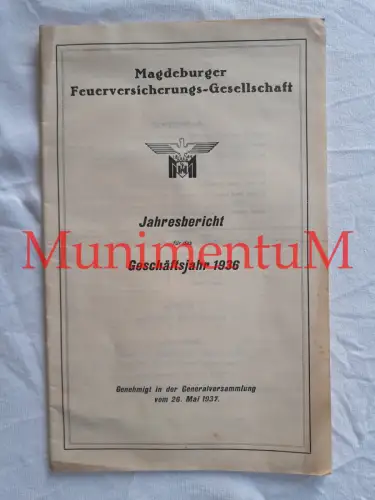 Magdeburger
Feuerversicherungs-Gesellschaft
Jahresbericht
für das
MunimentuM
Geschäftsjahr 1936
Genehmigt in der Generalversammlung
vom 26. Mai 1937.